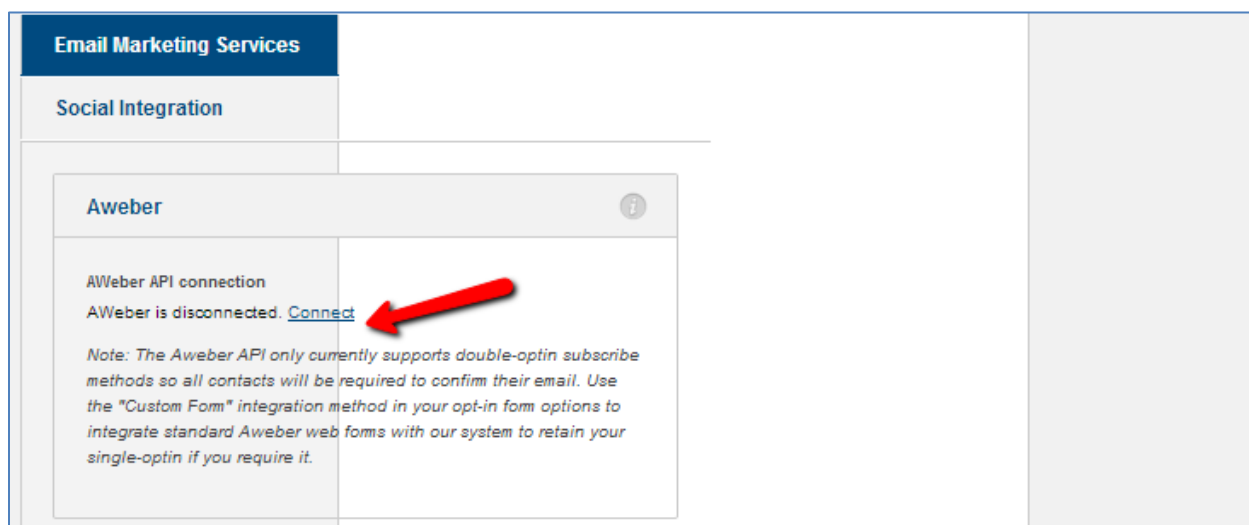 Email Marketing Services
Social Integration
Aweber
AWeber API connection
AWeber is disconnected. Connect
Note: The Aweber API only currently supports double-optin subscribe
methods so all contacts will be required to confirm their email. Use
the "Custom Form" integration method in your opt-in form options to
integrate standard Aweber web forms with our system to retain your
single-optin if you require it.